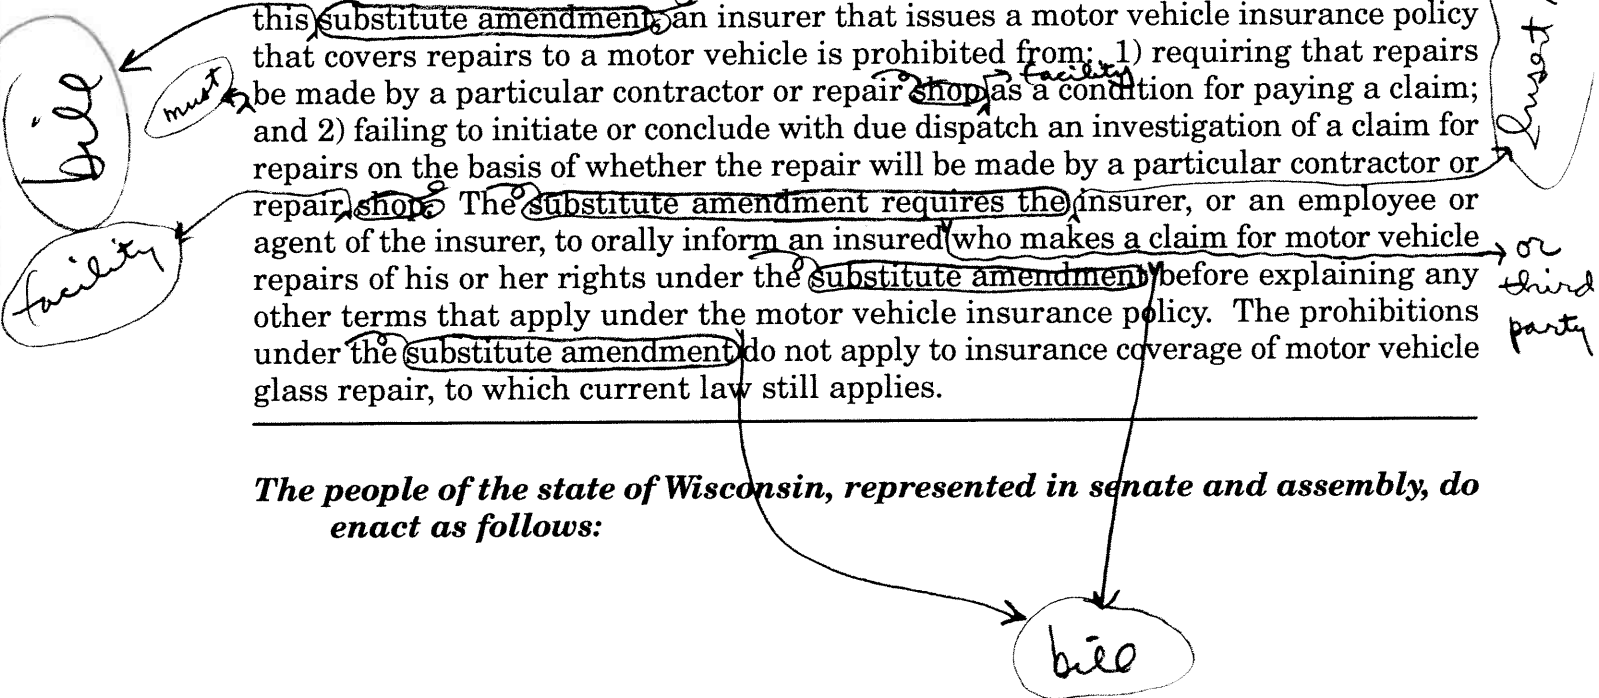 this substitute amendment, an insurer that issues a motor vehicle insurance policy
that covers repairs to a motor vehicle is prohibited from: 1) requiring that repairs
facility
be made by a particular contractor or repair shop as a condition for paying a claim;
and 2) failing to initiate or conclude with due dispatch an investigation of a claim for
repairs on the basis of whether the repair will be made by a particular contractor or
repair shop. The substitute amendment requires the insurer, or an employee or
agent of the insurer, to orally inform an insured who makes a claim for motor vehicle
repairs of his or her rights under the substitute amendment before explaining any
other terms that apply under the motor vehicle insurance policy. The prohibitions
under the substitute amendment do not apply to insurance coverage of motor vehicle
glass repair, to which current law still applies.
bill
must
facility
Insert
or
third
party
The people of the state of Wisconsin, represented in senate and assembly, do
enact as follows:
bill